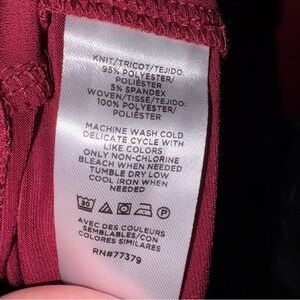 KNIT/TRICOT/TEJIDO:
95% POLYESTER/
POLIÉSTER
5% SPANDEX
WOVEN/TISSÉ/TEJIDO:
100% POLYESTER/
POLIÉSTER
MACHINE WASH COLD
DELICATE CYCLE WITH
LIKE COLORS
ONLY NON-CHLORINE
BLEACH WHEN NEEDED
TUMBLE DRY LOW
COOL IRON WHEN
NEEDED
30
AVEC DES COULEURS
SEMBLABLES/CON
COLORES SIMILARES
RN#77379